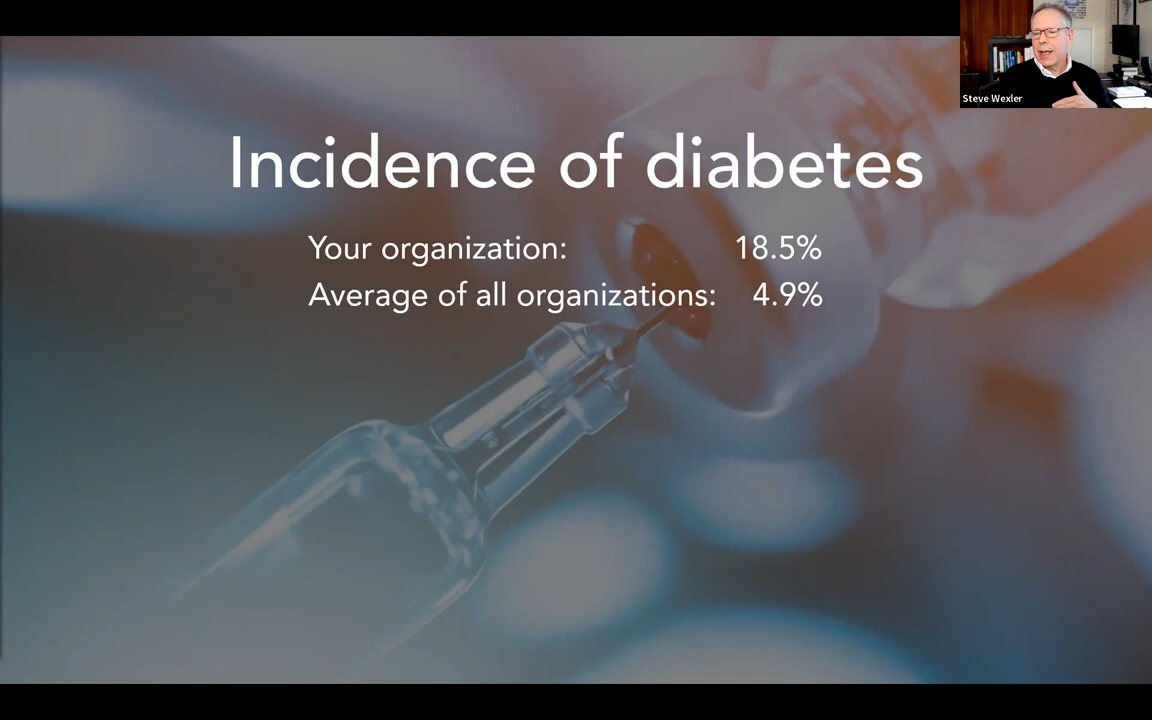 Steve Wexler
Incidence of diabetes
Your organization: 18.5%
Average of all organizations: 4.9%